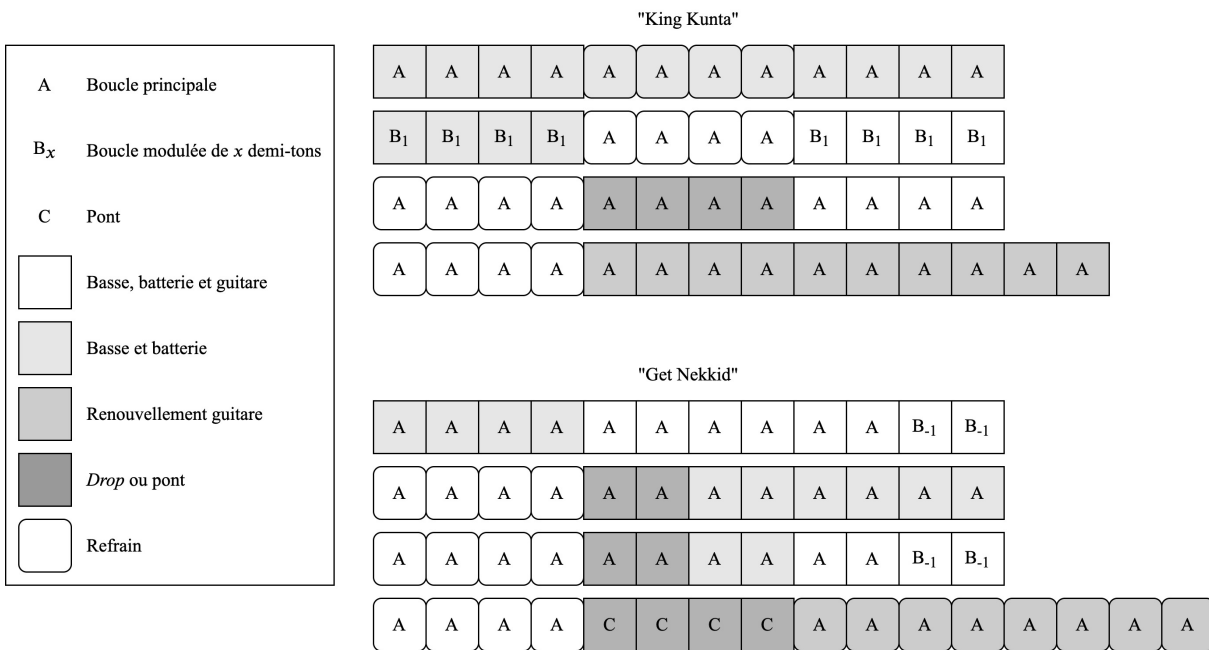 "King Kunta"
A Boucle principale
Bx Boucle modulée de x demi-tons
C Pont
Basse, batterie et guitare
Basse et batterie
Renouvellement guitare
Drop ou pont
Refrain
A A A A A A A A A A A A
B1 B1 B1 B1 A A A A B1 B1 B1 B1
A A A A A A A A A A A A
A A A A A A A A A A A A A A
"Get Nekkid"
A A A A A A A A A A B-1 B-1
A A A A A A A A A A A A
A A A A A A A A A A B-1 B-1
A A A A C C C C A A A A A A A A